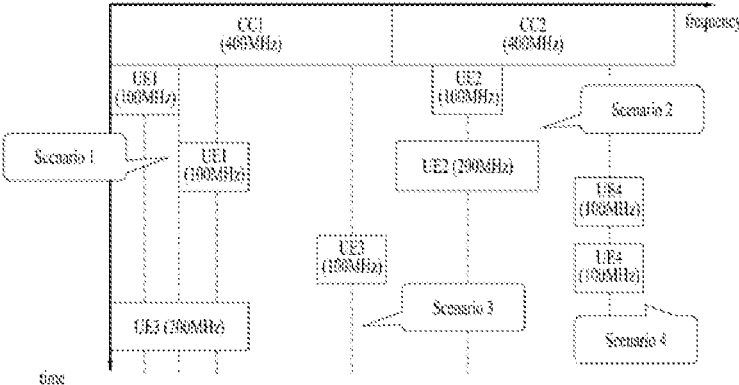 frequency
CC1
(400MHz)
CC2
(400MHz)
UE1
(100MHz)
UE2
(100MHz)
Scenario 2
Scenario 1
UE1
(100MHz)
UE2 (200MHz)
UE4
(100MHz)
UE3
(100MHz)
UE4
(100MHz)
UE3 (200MHz)
Scenario 3
Scenario 4
time